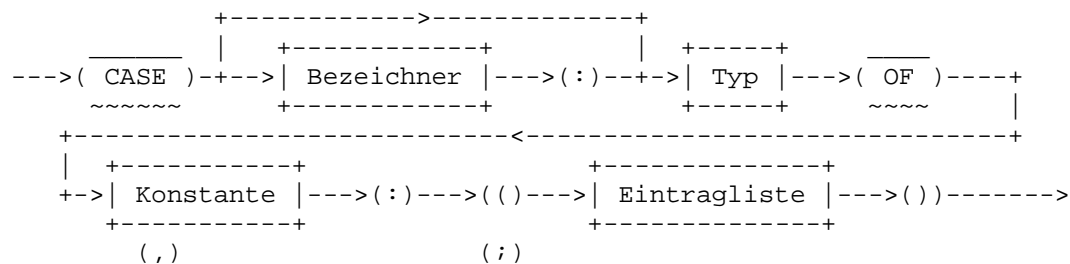 CASE Bezeichner (:) Typ OF
Konstante (:) (() Eintragliste ())
(,) (;)